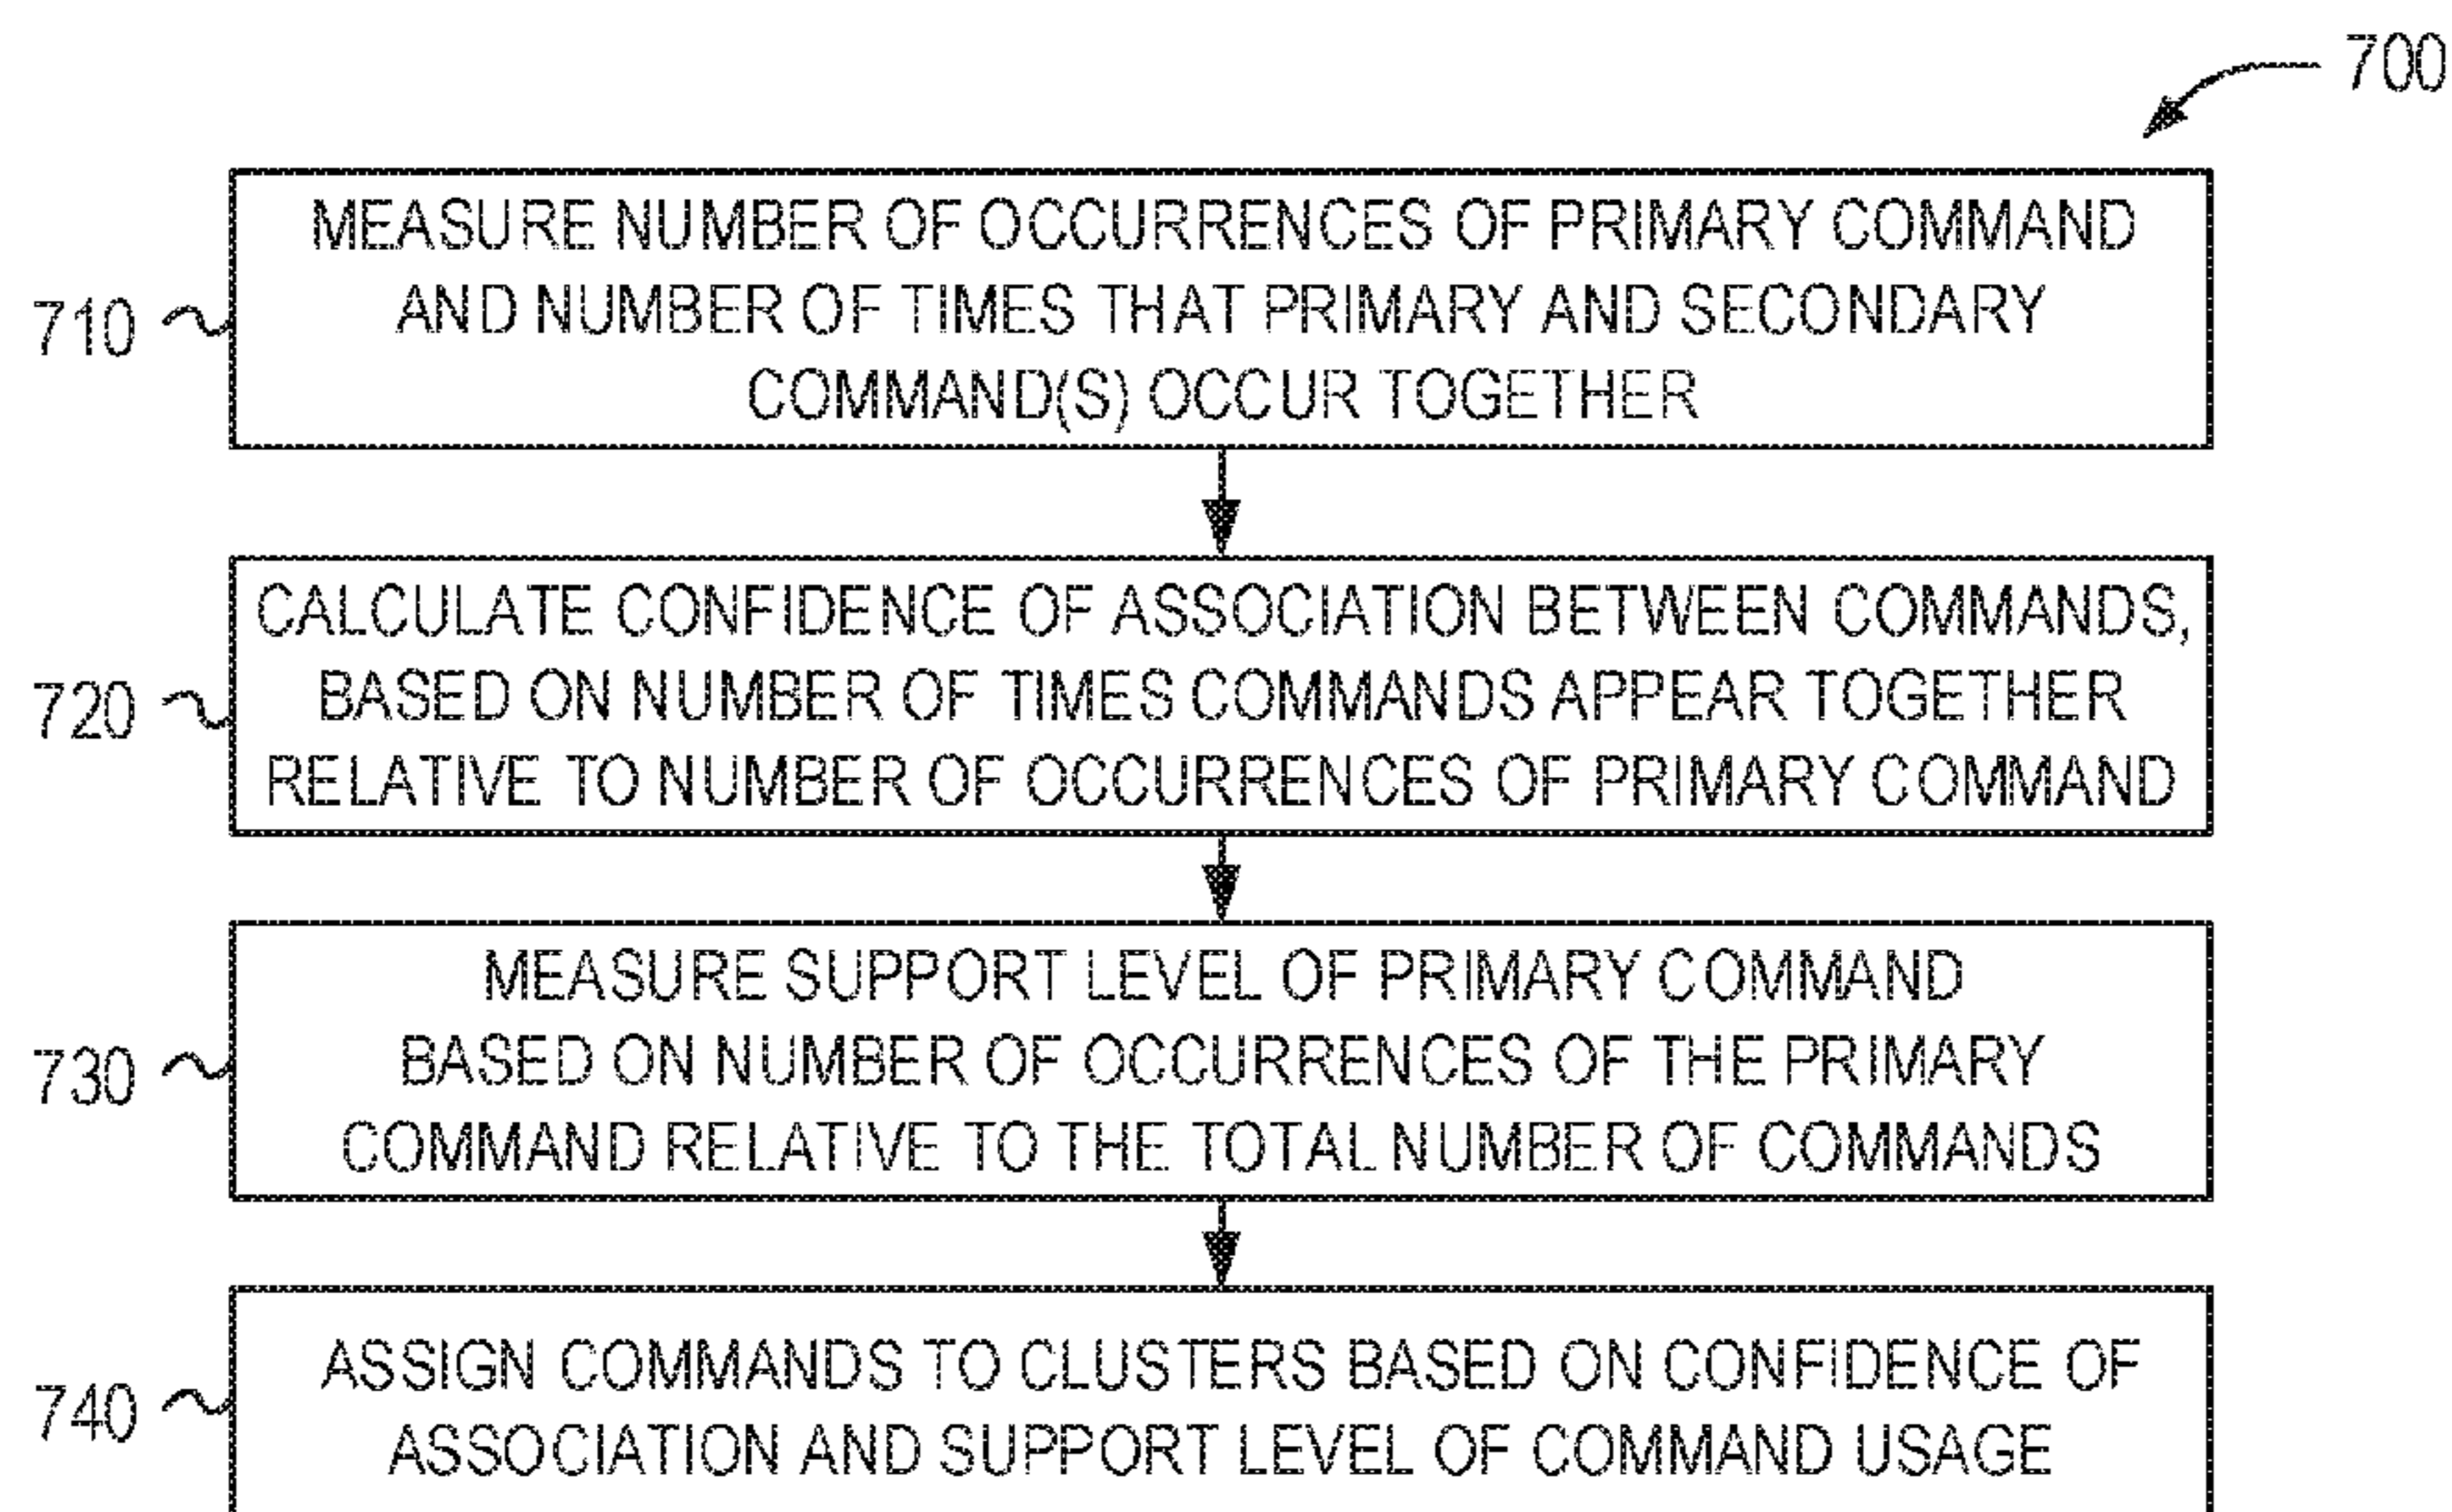 700
MEASURE NUMBER OF OCCURRENCES OF PRIMARY COMMAND
AND NUMBER OF TIMES THAT PRIMARY AND SECONDARY
COMMAND(S) OCCUR TOGETHER
710
CALCULATE CONFIDENCE OF ASSOCIATION BETWEEN COMMANDS,
BASED ON NUMBER OF TIMES COMMANDS APPEAR TOGETHER
RELATIVE TO NUMBER OF OCCURRENCES OF PRIMARY COMMAND
720
MEASURE SUPPORT LEVEL OF PRIMARY COMMAND
BASED ON NUMBER OF OCCURRENCES OF THE PRIMARY
COMMAND RELATIVE TO THE TOTAL NUMBER OF COMMANDS
730
ASSIGN COMMANDS TO CLUSTERS BASED ON CONFIDENCE OF
ASSOCIATION AND SUPPORT LEVEL OF COMMAND USAGE
740